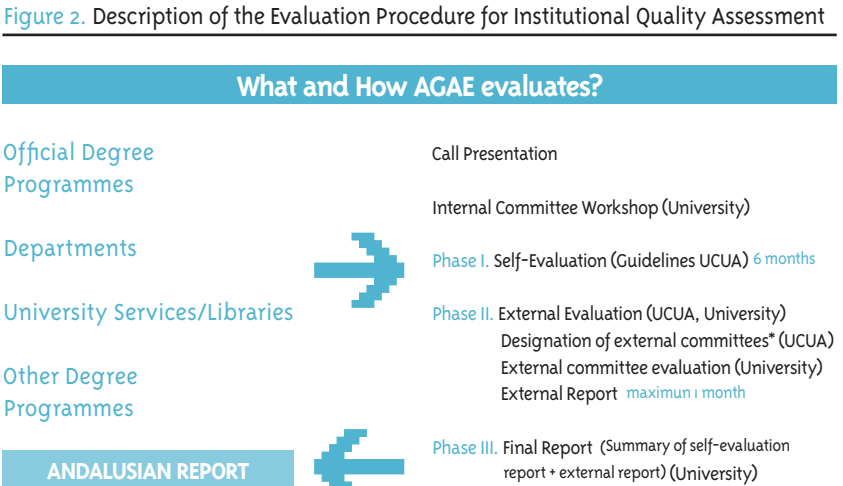 Figure 2. Description of the Evaluation Procedure for Institutional Quality Assessment
What and How AGAE evaluates?
Official Degree
Programmes
Departments
University Services/Libraries
Other Degree
Programmes
ANDALUSIAN REPORT
Call Presentation
Internal Committee Workshop (University)
Phase I. Self-Evaluation (Guidelines UCUA) 6 months
Phase II. External Evaluation (UCUA, University)
Designation of external committees* (UCUA)
External committee evaluation (University)
External Report maximun 1 month
Phase III. Final Report (Summary of self-evaluation
report + external report) (University)